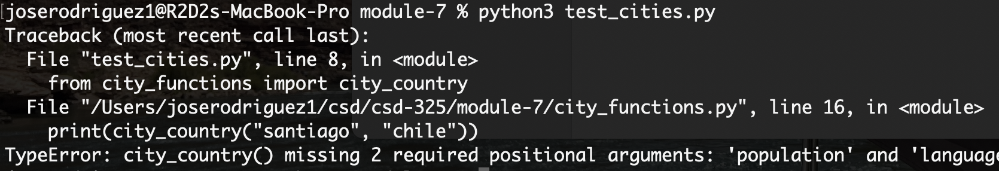 [joserodriguez1@R2D2s-MacBook-Pro module-7 % python3 test_cities.py
Traceback (most recent call last):
  File "test_cities.py", line 8, in <module>
    from city_functions import city_country
  File "/Users/joserodriguez1/csd/csd-325/module-7/city_functions.py", line 16, in <module>
    print(city_country("santiago", "chile"))
TypeError: city_country() missing 2 required positional arguments: 'population' and 'language